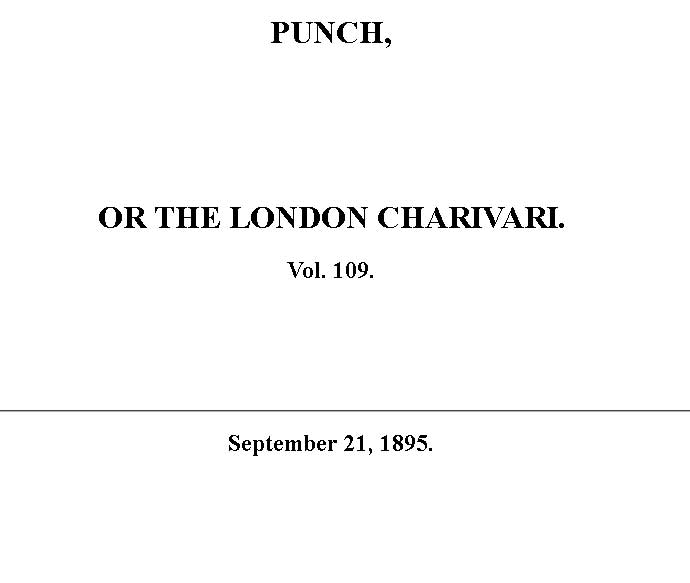 PUNCH,
OR THE LONDON CHARIVARI.
Vol. 109.
September 21, 1895.